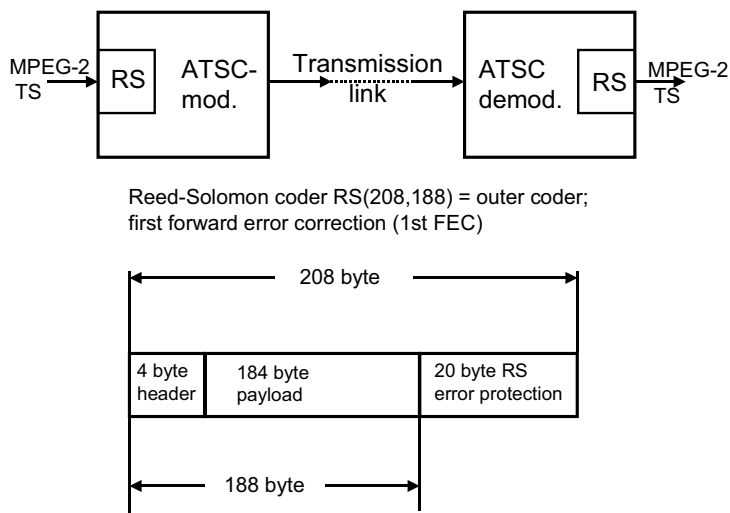 MPEG-2
TS
RS
ATSC-
mod.
Transmission
link
ATSC
demod.
RS
MPEG-2
TS
Reed-Solomon coder RS(208,188) = outer coder;
first forward error correction (1st FEC)
208 byte
4 byte
header
184 byte
payload
20 byte RS
error protection
188 byte